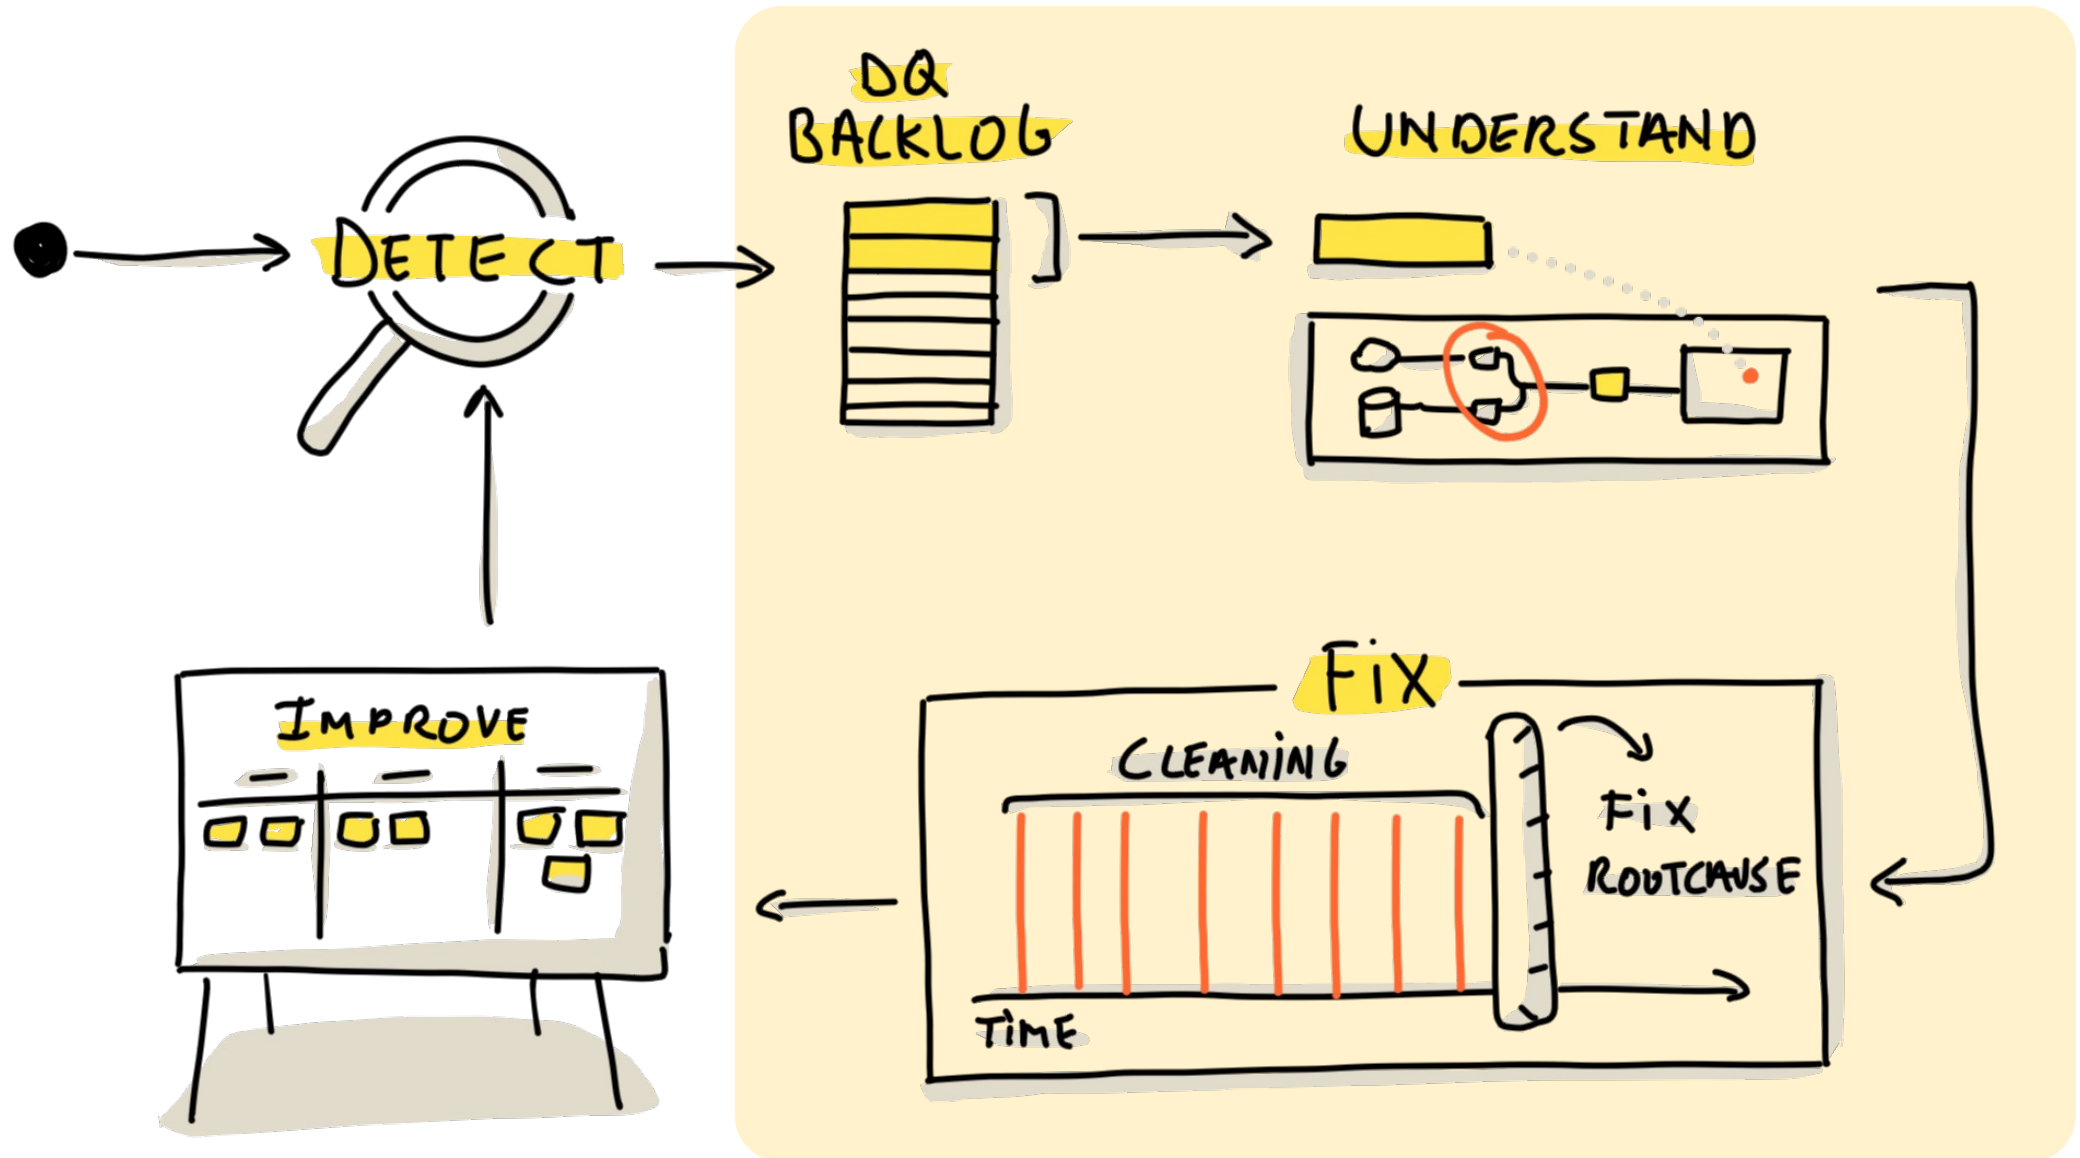 DQ
BACKLOG
UNDERSTAND
DETECT
FiX
IMPROVE
CLEANiNG
FiX
ROOTCAUSE
TiME